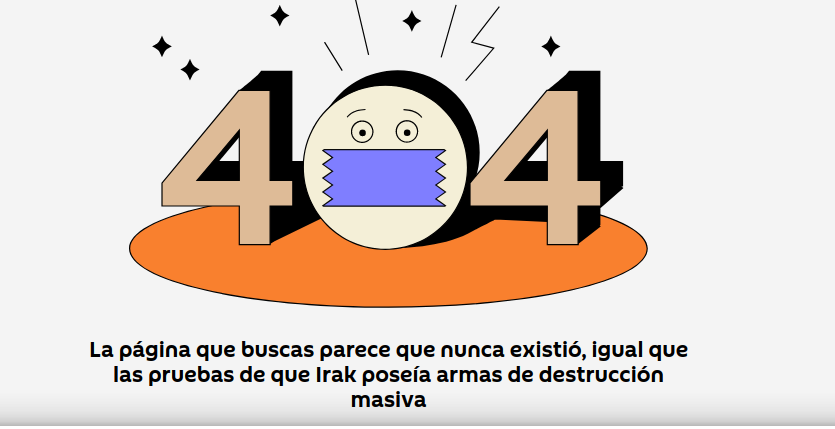 404
La página que buscas parece que nunca existió, igual que
las pruebas de que Irak poseía armas de destrucción
masiva